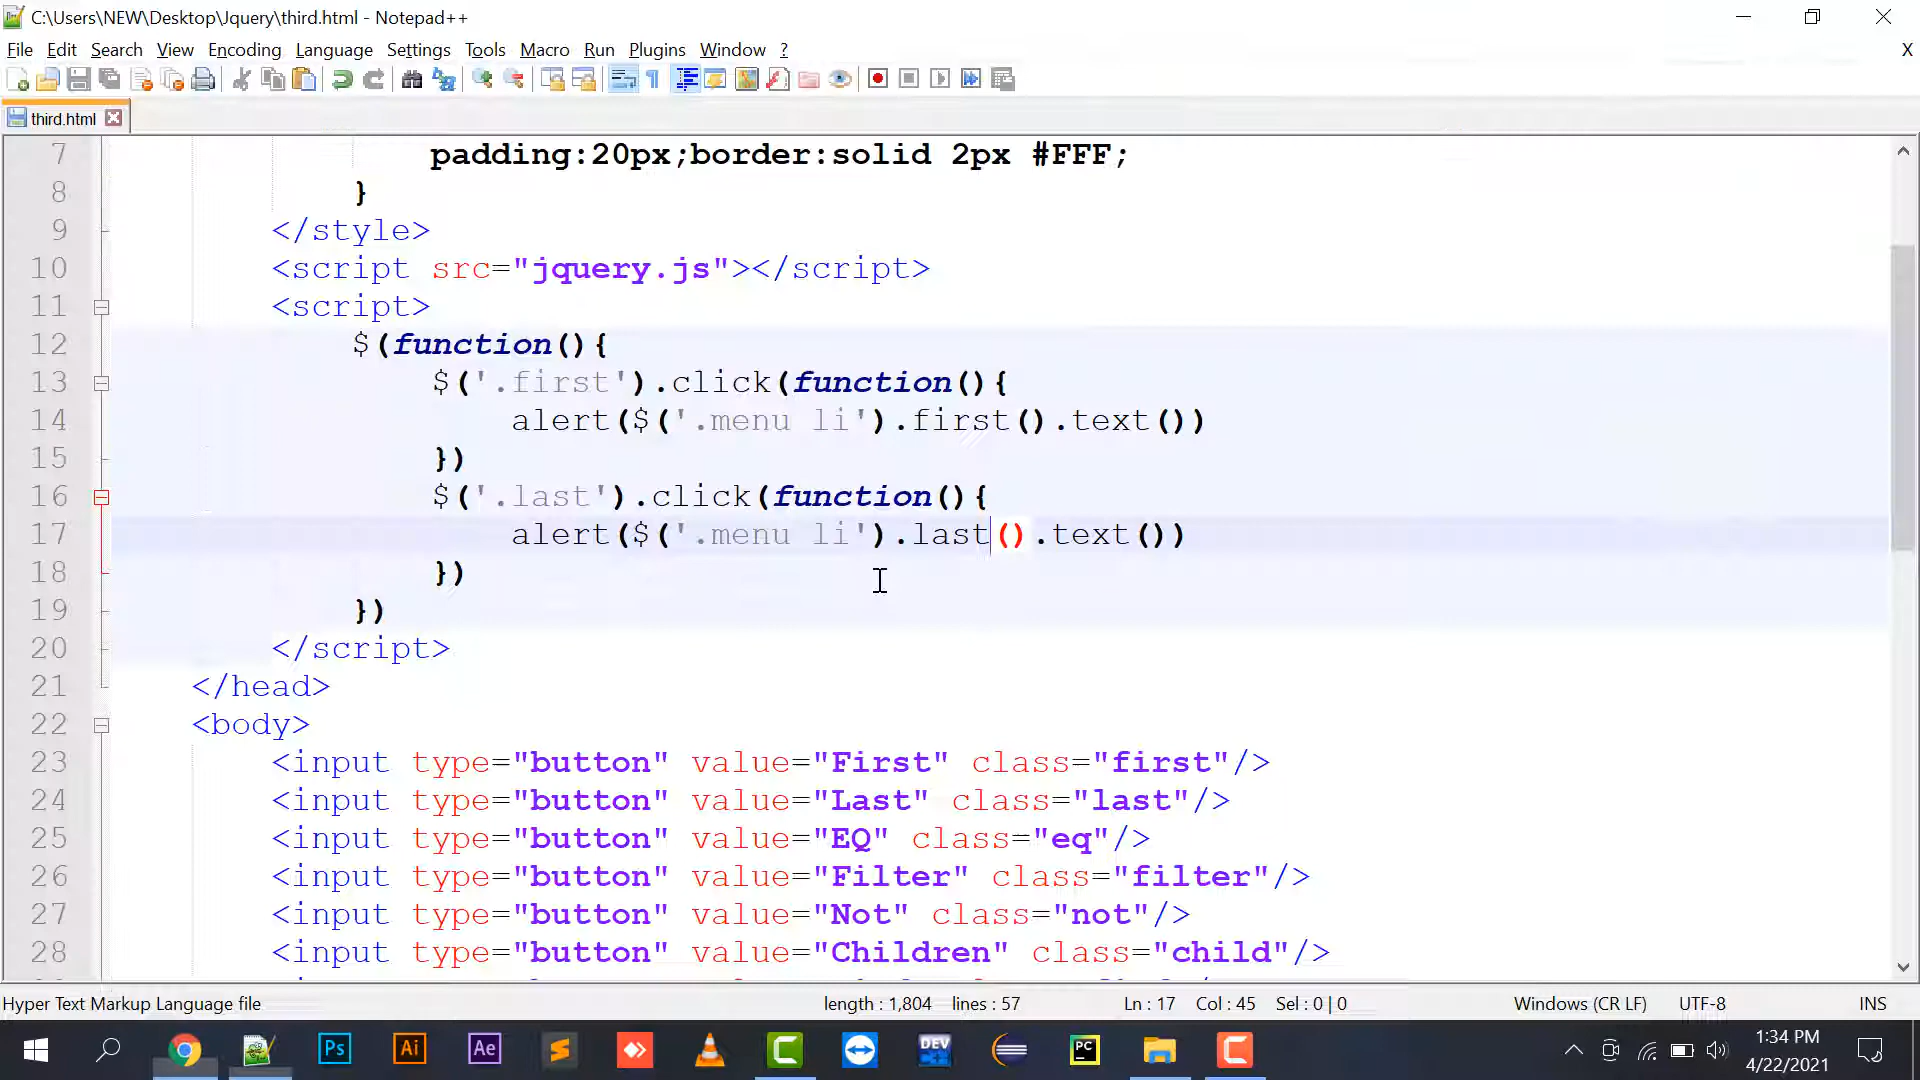 C:\Users\NEW\Desktop\Jquery\third.html - Notepad++
File Edit Search View Encoding Language Settings Tools Macro Run Plugins Window ? X
third.html
7 padding:20px;border:solid 2px #FFF;
8 }
9 </style>
10 <script src="jquery.js"></script>
11 <script>
12 $(function(){
13 $('.first').click(function(){
14 alert($('.menu li').first().text())
15 })
16 $('.last').click(function(){
17 alert($('.menu li').last().text())
18 })
19 })
20 </script>
21 </head>
22 <body>
23 <input type="button" value="First" class="first"/>
24 <input type="button" value="Last" class="last"/>
25 <input type="button" value="EQ" class="eq"/>
26 <input type="button" value="Filter" class="filter"/>
27 <input type="button" value="Not" class="not"/>
28 <input type="button" value="Children" class="child"/>
Hyper Text Markup Language file length : 1,804 lines : 57 Ln : 17 Col : 45 Sel : 0 | 0 Windows (CR LF) UTF-8 INS
Ps Ai Ae DEV PC
1:34 PM
4/22/2021